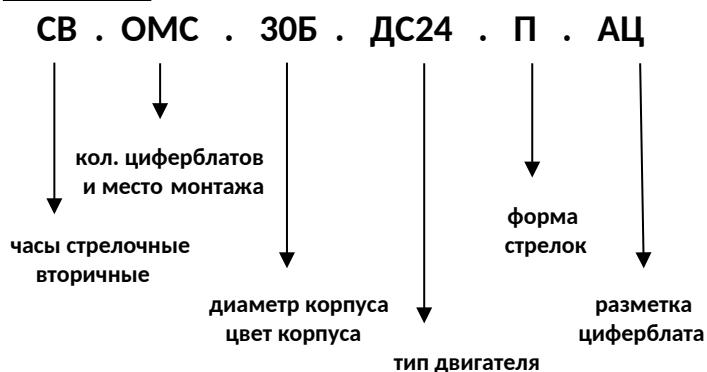 СВ . ОМС . 30Б . ДС24 . П . АЦ
кол. циферблатов
и место монтажа
часы стрелочные
вторичные
форма
стрелок
диаметр корпуса
цвет корпуса
разметка
циферблата
тип двигателя